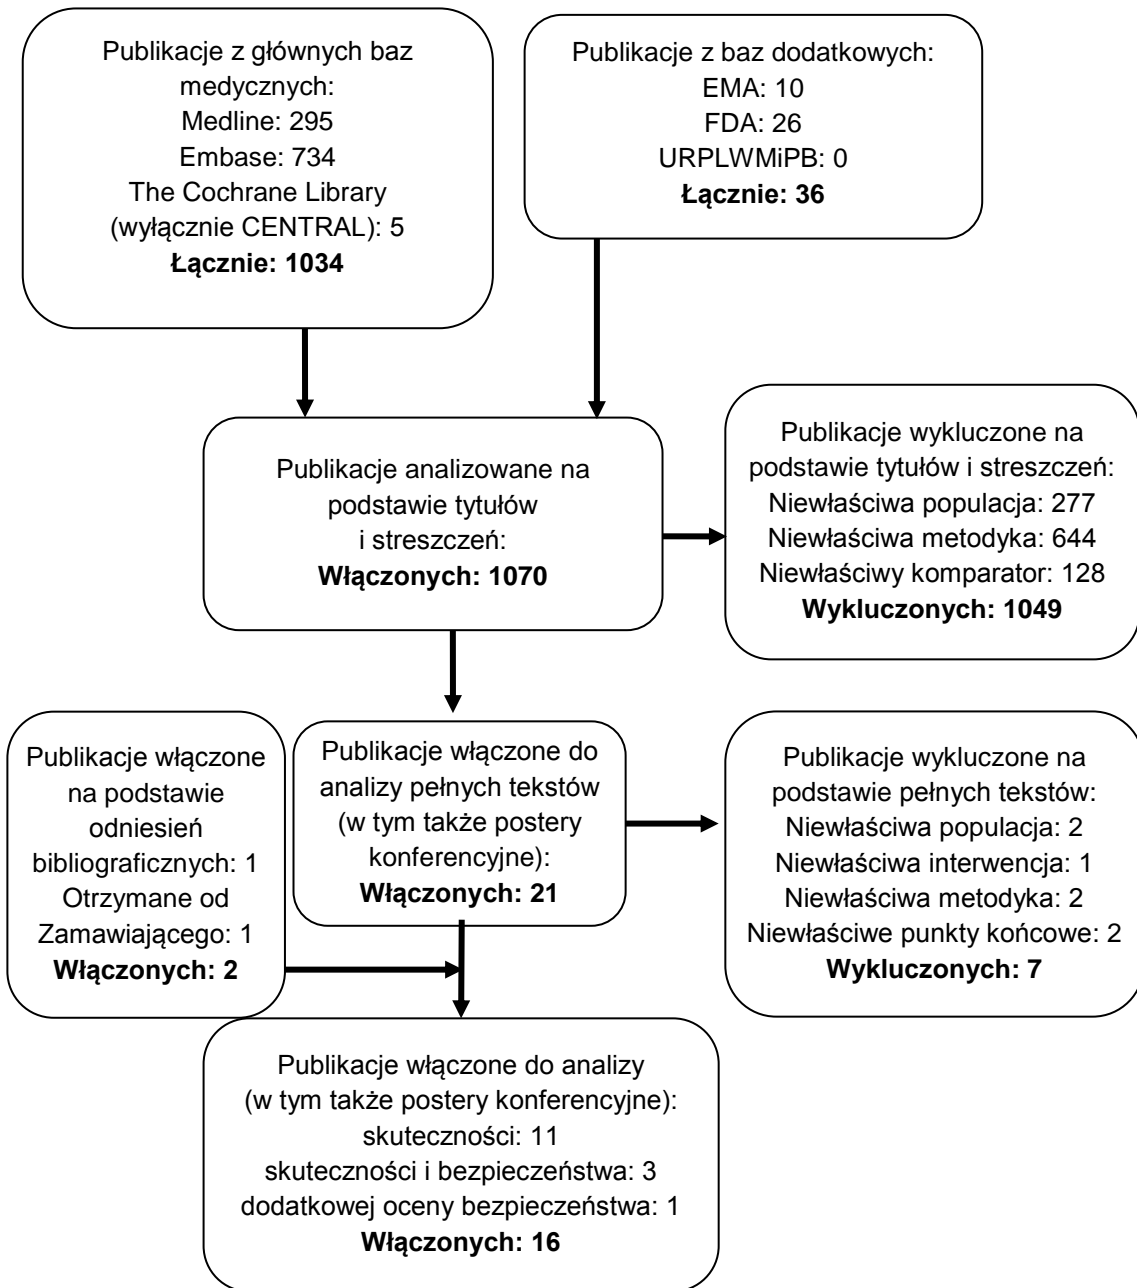 Publikacje z głównych baz
medycznych:
Medline: 295
Embase: 734
The Cochrane Library
(wyłącznie CENTRAL): 5
Łącznie: 1034
Publikacje z baz dodatkowych:
EMA: 10
FDA: 26
URPLWMiPB: 0
Łącznie: 36
Publikacje analizowane na
podstawie tytułów
i streszczeń:
Włączonych: 1070
Publikacje wykluczone na
podstawie tytułów i streszczeń:
Niewłaściwa populacja: 277
Niewłaściwa metodyka: 644
Niewłaściwy komparator: 128
Wykluczonych: 1049
Publikacje włączone
na podstawie
odniesień
bibliograficznych: 1
Otrzymane od
Zamawiającego: 1
Włączonych: 2
Publikacje włączone do
analizy pełnych tekstów
(w tym także postery
konferencyjne):
Włączonych: 21
Publikacje wykluczone na
podstawie pełnych tekstów:
Niewłaściwa populacja: 2
Niewłaściwa interwencja: 1
Niewłaściwa metodyka: 2
Niewłaściwe punkty końcowe: 2
Wykluczonych: 7
Publikacje włączone do analizy
(w tym także postery konferencyjne):
skuteczności: 11
skuteczności i bezpieczeństwa: 3
dodatkowej oceny bezpieczeństwa: 1
Włączonych: 16